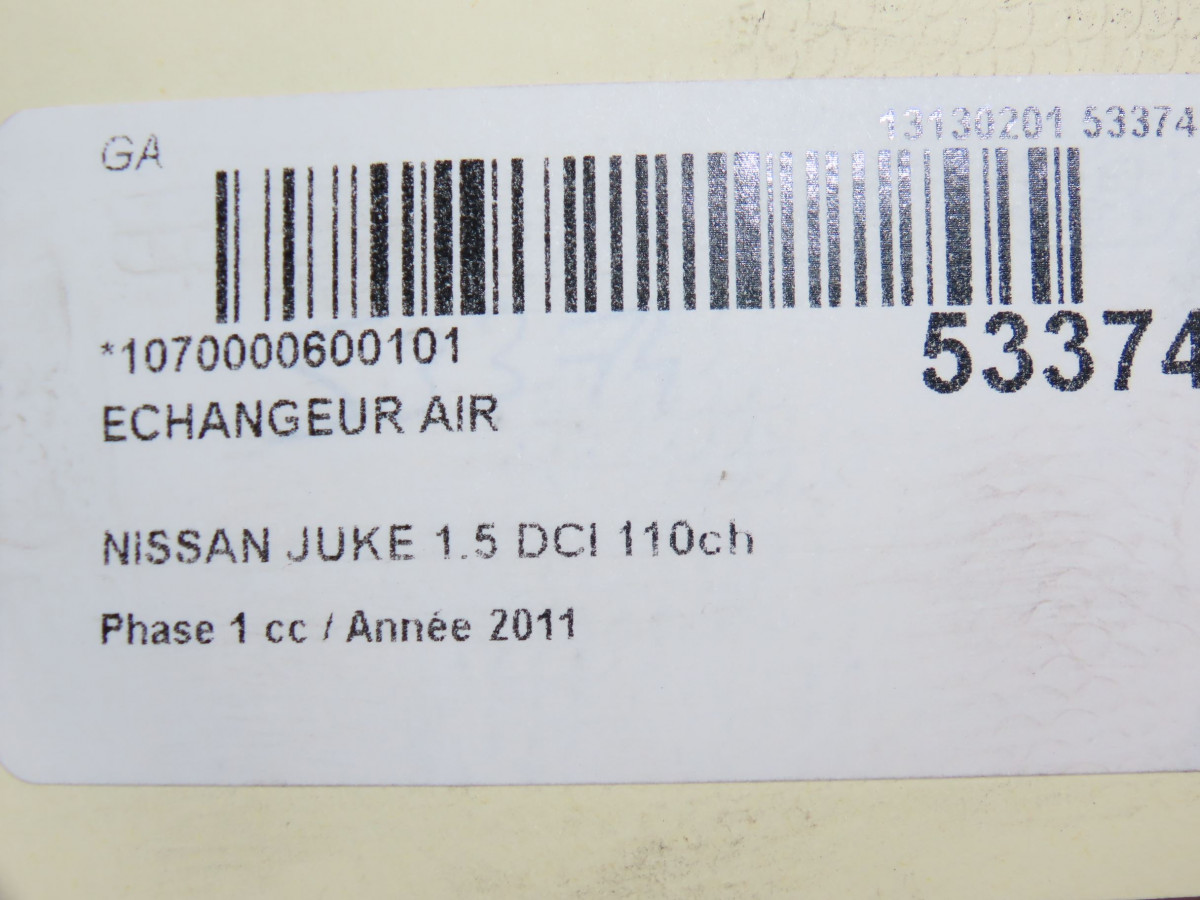 GA
13130201 53374
*1070000600101
53374
ECHANGEUR AIR
NISSAN JUKE 1.5 DCI 110ch
Phase 1 cc / Année 2011